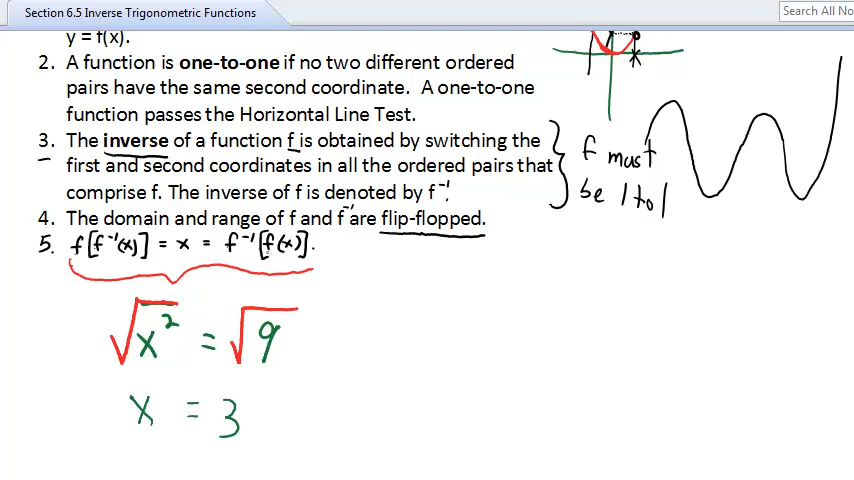 Section 6.5 Inverse Trigonometric Functions
Search All No
y = f(x).
2. A function is one-to-one if no two different ordered
pairs have the same second coordinate. A one-to-one
function passes the Horizontal Line Test.
3. The inverse of a function f is obtained by switching the
first and second coordinates in all the ordered pairs that
comprise f. The inverse of f is denoted by f⁻¹.
4. The domain and range of f and f⁻¹ are flip-flopped.
5. f[f⁻¹(x)] = x = f⁻¹[f(x)].
f must
be 1 to 1
√x² = √9
x = 3